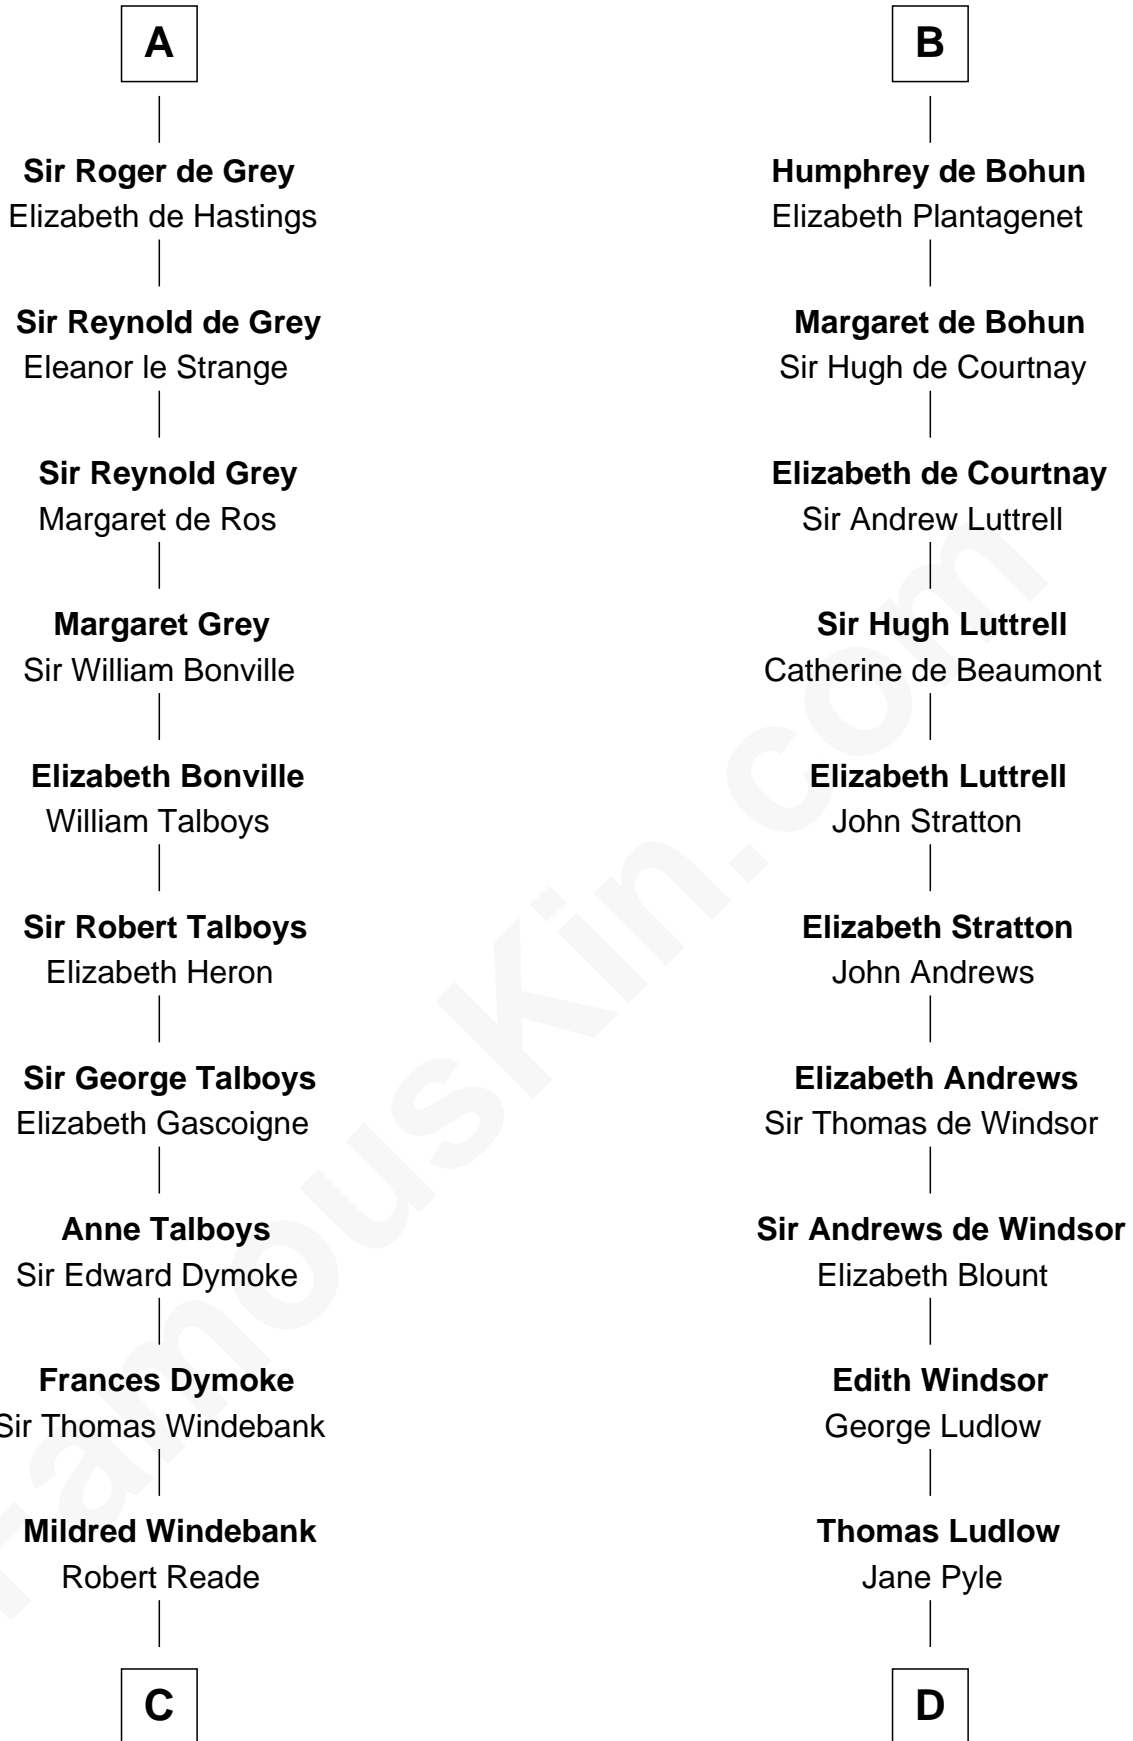 A
Sir Roger de Grey
Elizabeth de Hastings
Sir Reynold de Grey
Eleanor le Strange
Sir Reynold Grey
Margaret de Ros
Margaret Grey
Sir William Bonville
Elizabeth Bonville
William Talboys
Sir Robert Talboys
Elizabeth Heron
Sir George Talboys
Elizabeth Gascoigne
Anne Talboys
Sir Edward Dymoke
Frances Dymoke
Sir Thomas Windebank
Mildred Windebank
Robert Reade
C
B
Humphrey de Bohun
Elizabeth Plantagenet
Margaret de Bohun
Sir Hugh de Courtnay
Elizabeth de Courtnay
Sir Andrew Luttrell
Sir Hugh Luttrell
Catherine de Beaumont
Elizabeth Luttrell
John Stratton
Elizabeth Stratton
John Andrews
Elizabeth Andrews
Sir Thomas de Windsor
Sir Andrews de Windsor
Elizabeth Blount
Edith Windsor
George Ludlow
Thomas Ludlow
Jane Pyle
D
FamousKin.com